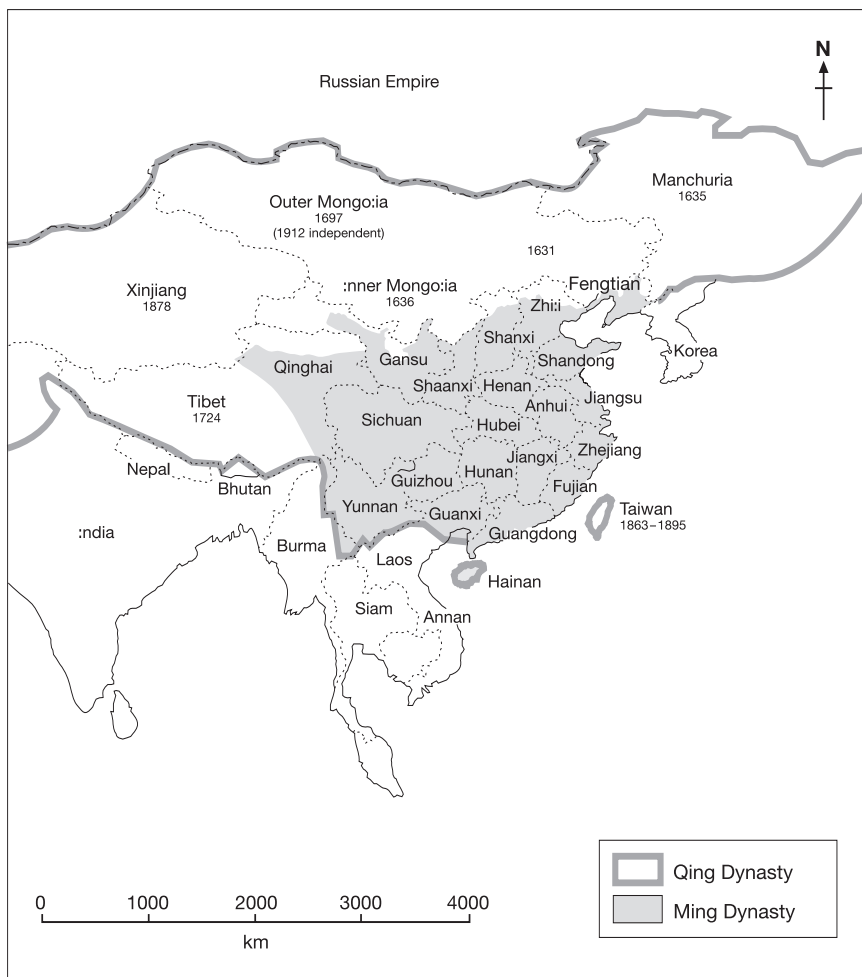 N
Russian Empire
Manchuria
1635
Outer Mongo:ia
1697
(1912 independent)
1631
Xinjiang
1878
:nner Mongo:ia
1636
Fengtian
Zhi:i
Shanxi
Korea
Qinghai
Gansu
Shandong
Shaanxi
Henan
Tibet
1724
Jiangsu
Anhui
Sichuan
Hubei
Zhejiang
Jiangxi
Nepal
Hunan
Guizhou
Bhutan
Fujian
Yunnan
Guanxi
Taiwan
1863–1895
:ndia
Guangdong
Burma
Laos
Hainan
Siam
Annan
Qing Dynasty
Ming Dynasty
0 1000 2000 3000 4000
km